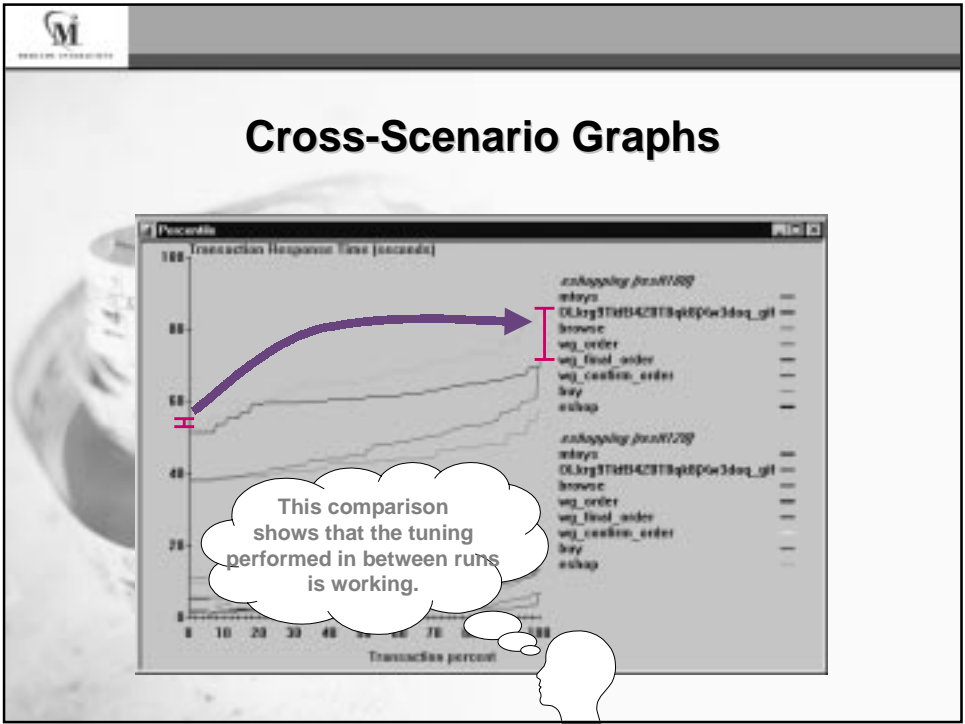 M
Cross-Scenario Graphs
Percentile
Transaction Response Time (seconds)
100
80
60
40
20
0
0 10 20 30 40 70 100
Transaction percent
mtoys
browse
wg_order
wg_final_order
wg_confirm_order
buy
eshop
mtoys
browse
wg_order
wg_final_order
wg_confirm_order
buy
eshop
This comparison
shows that the tuning
performed in between runs
is working.